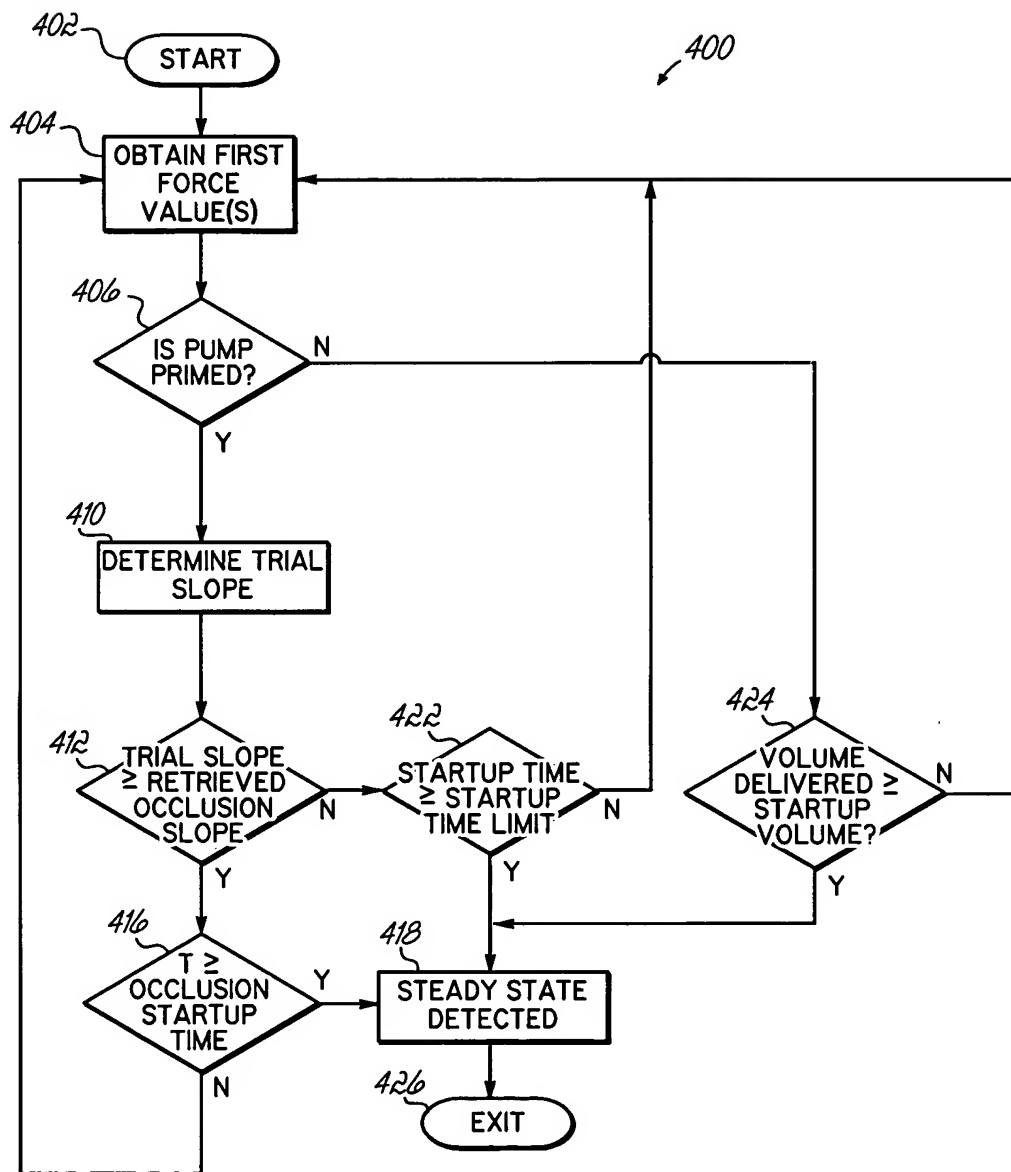 402
START
400
404
OBTAIN FIRST
FORCE
VALUE(S)
406
IS PUMP
PRIMED?
N
Y
410
DETERMINE TRIAL
SLOPE
412
TRIAL SLOPE
≥ RETRIEVED
OCCLUSION
SLOPE
N
Y
422
STARTUP TIME
≥ STARTUP
TIME LIMIT
N
Y
424
VOLUME
DELIVERED ≥
STARTUP
VOLUME?
N
Y
416
T ≥
OCCLUSION
STARTUP
TIME
Y
N
418
STEADY STATE
DETECTED
426
EXIT